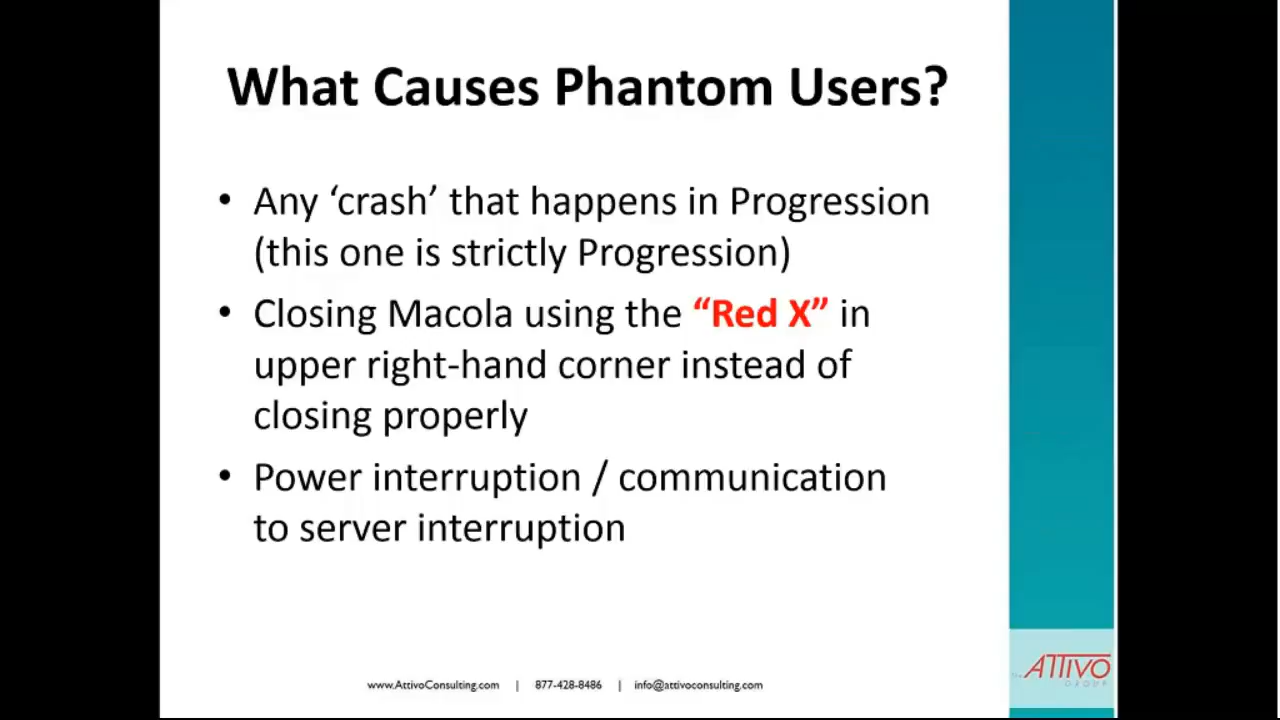 What Causes Phantom Users?
• Any ‘crash’ that happens in Progression
(this one is strictly Progression)
• Closing Macola using the “Red X” in
upper right-hand corner instead of
closing properly
• Power interruption / communication
to server interruption
www.AttivoConsulting.com | 877-428-8486 | info@attivoconsulting.com
The ATTIVO
GROUP